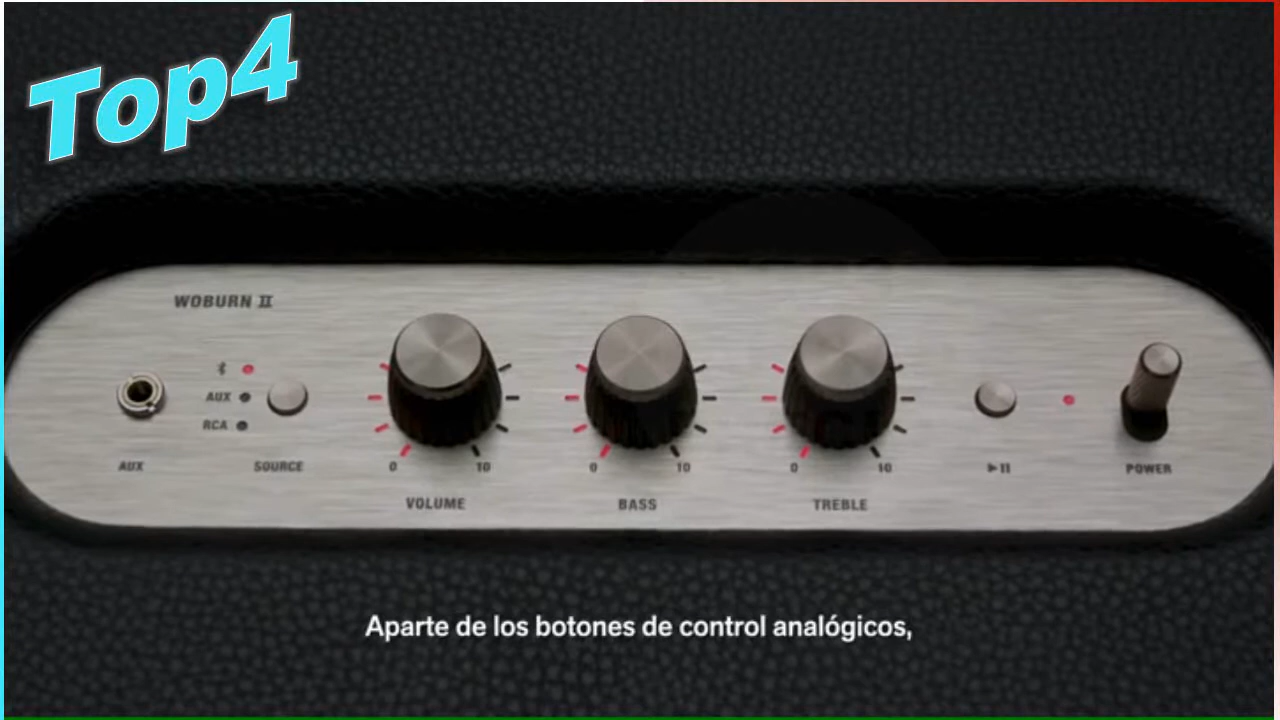 Top4
WOBURN II
AUX
RCA
AUX
SOURCE
0
10
VOLUME
0
10
BASS
0
10
TREBLE
POWER
Aparte de los botones de control analógicos,